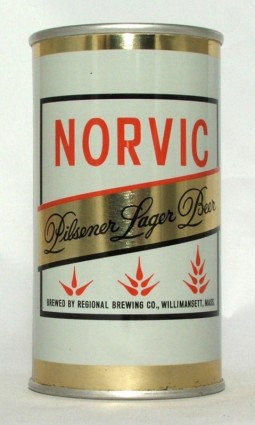 NORVIC
Pilsener Lager Beer
BREWED BY REGIONAL BREWING CO., WILLIMANSETT, MASS.